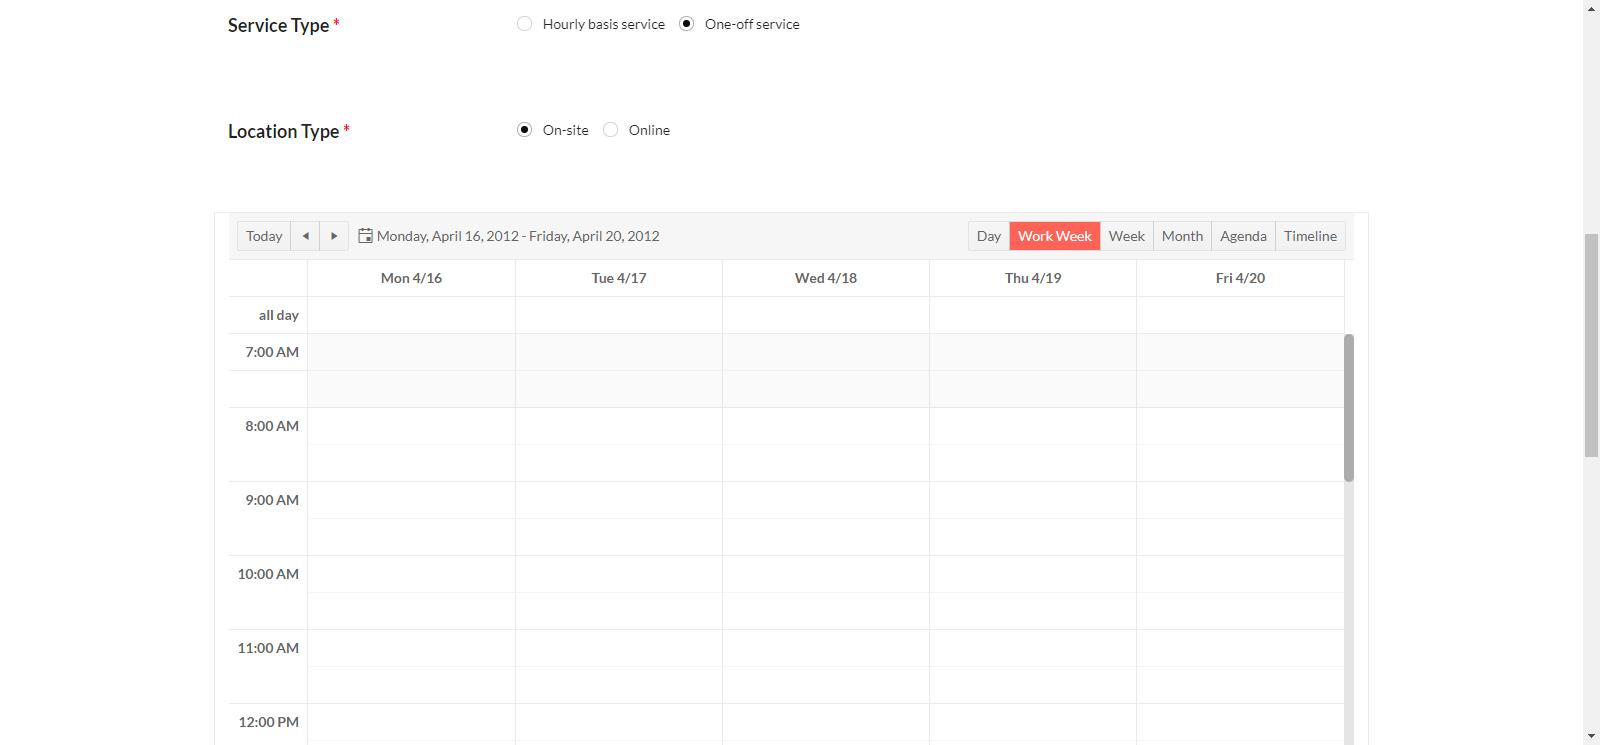 Service Type *
Hourly basis service One-off service
Location Type *
On-site Online
Today Monday, April 16, 2012 - Friday, April 20, 2012 Day Work Week Week Month Agenda Timeline
Mon 4/16 Tue 4/17 Wed 4/18 Thu 4/19 Fri 4/20
all day
7:00 AM
8:00 AM
9:00 AM
10:00 AM
11:00 AM
12:00 PM